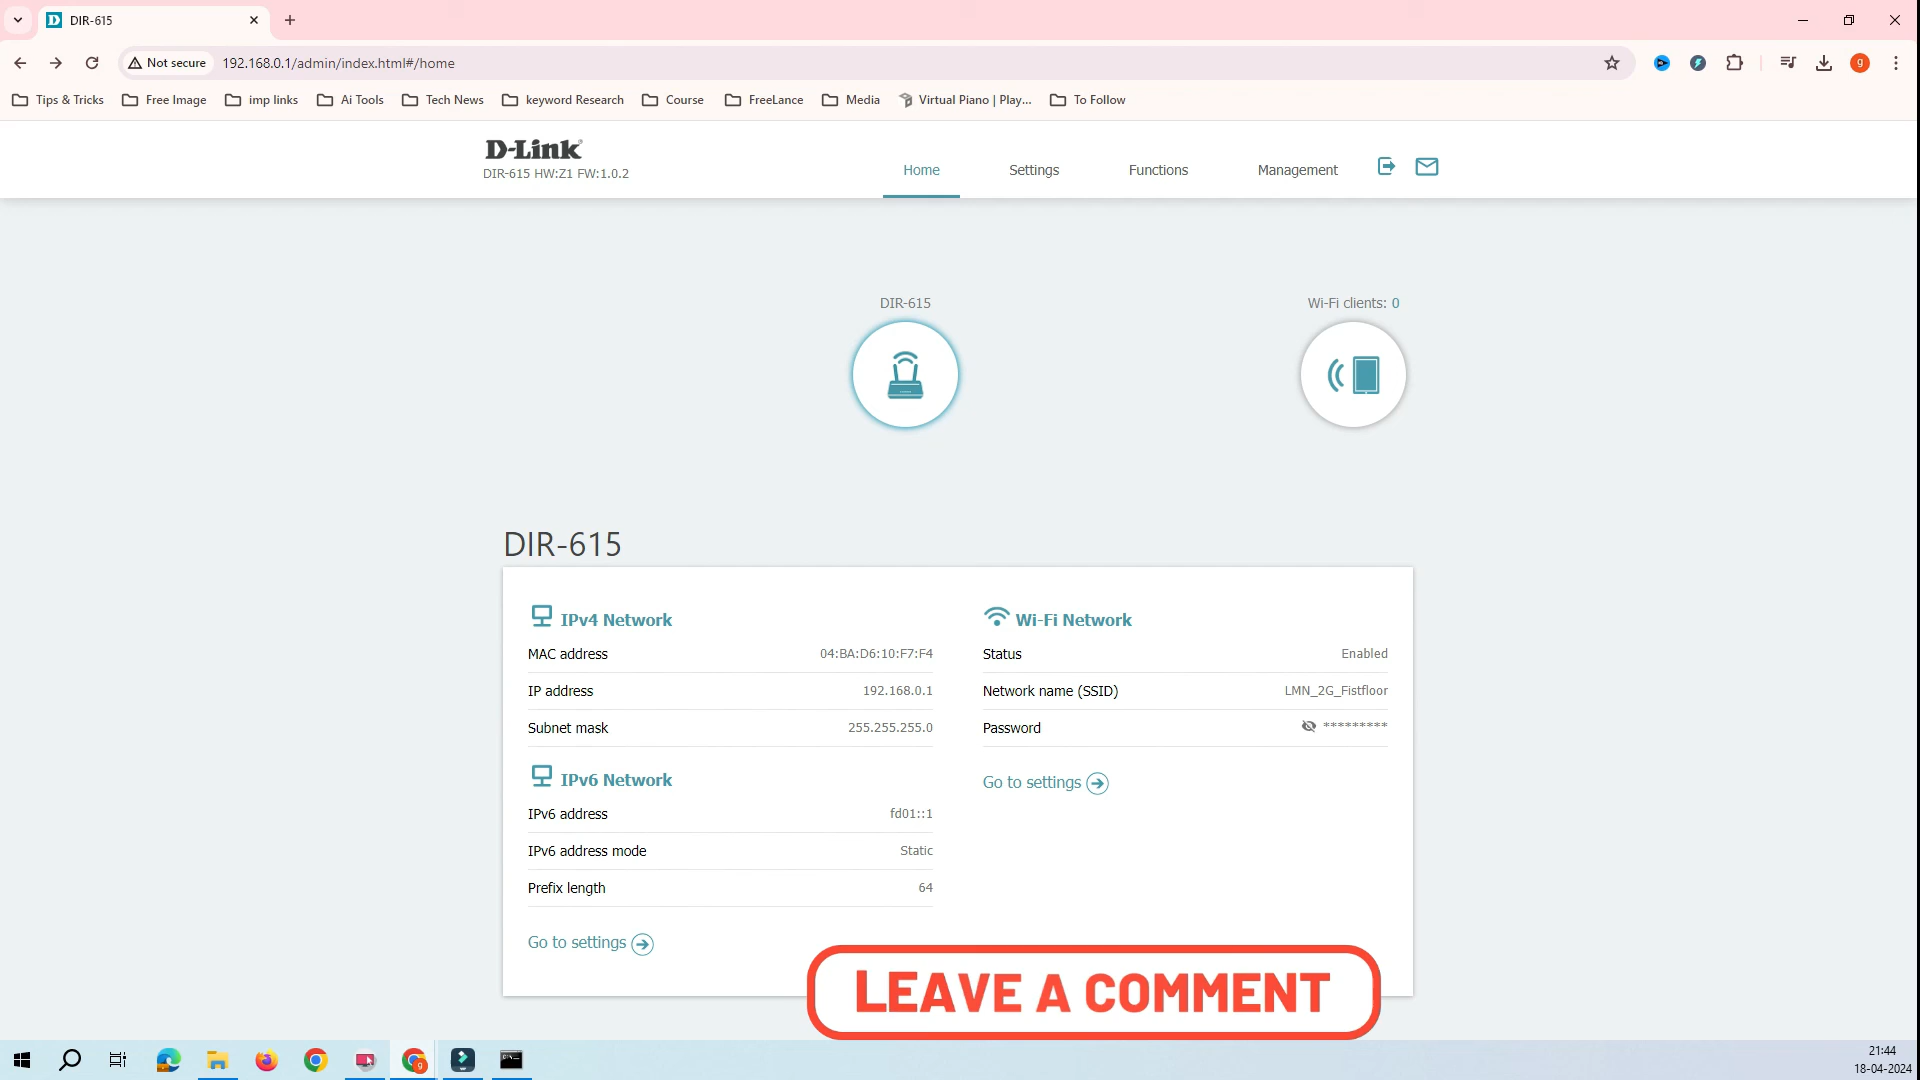 DIR-615
Not secure
192.168.0.1/admin/index.html#/home
g
Tips & Tricks
Free Image
imp links
Ai Tools
Tech News
keyword Research
Course
FreeLance
Media
Virtual Piano | Play...
To Follow
D-Link
DIR-615 HW:Z1 FW:1.0.2
Home
Settings
Functions
Management
DIR-615
Wi-Fi clients: 0
DIR-615
IPv4 Network
MAC address 04:BA:D6:10:F7:F4
IP address 192.168.0.1
Subnet mask 255.255.255.0
IPv6 Network
IPv6 address fd01::1
IPv6 address mode Static
Prefix length 64
Go to settings
Wi-Fi Network
Status Enabled
Network name (SSID) LMN_2G_Fistfloor
Password *********
Go to settings
LEAVE A COMMENT
21:44
18-04-2024